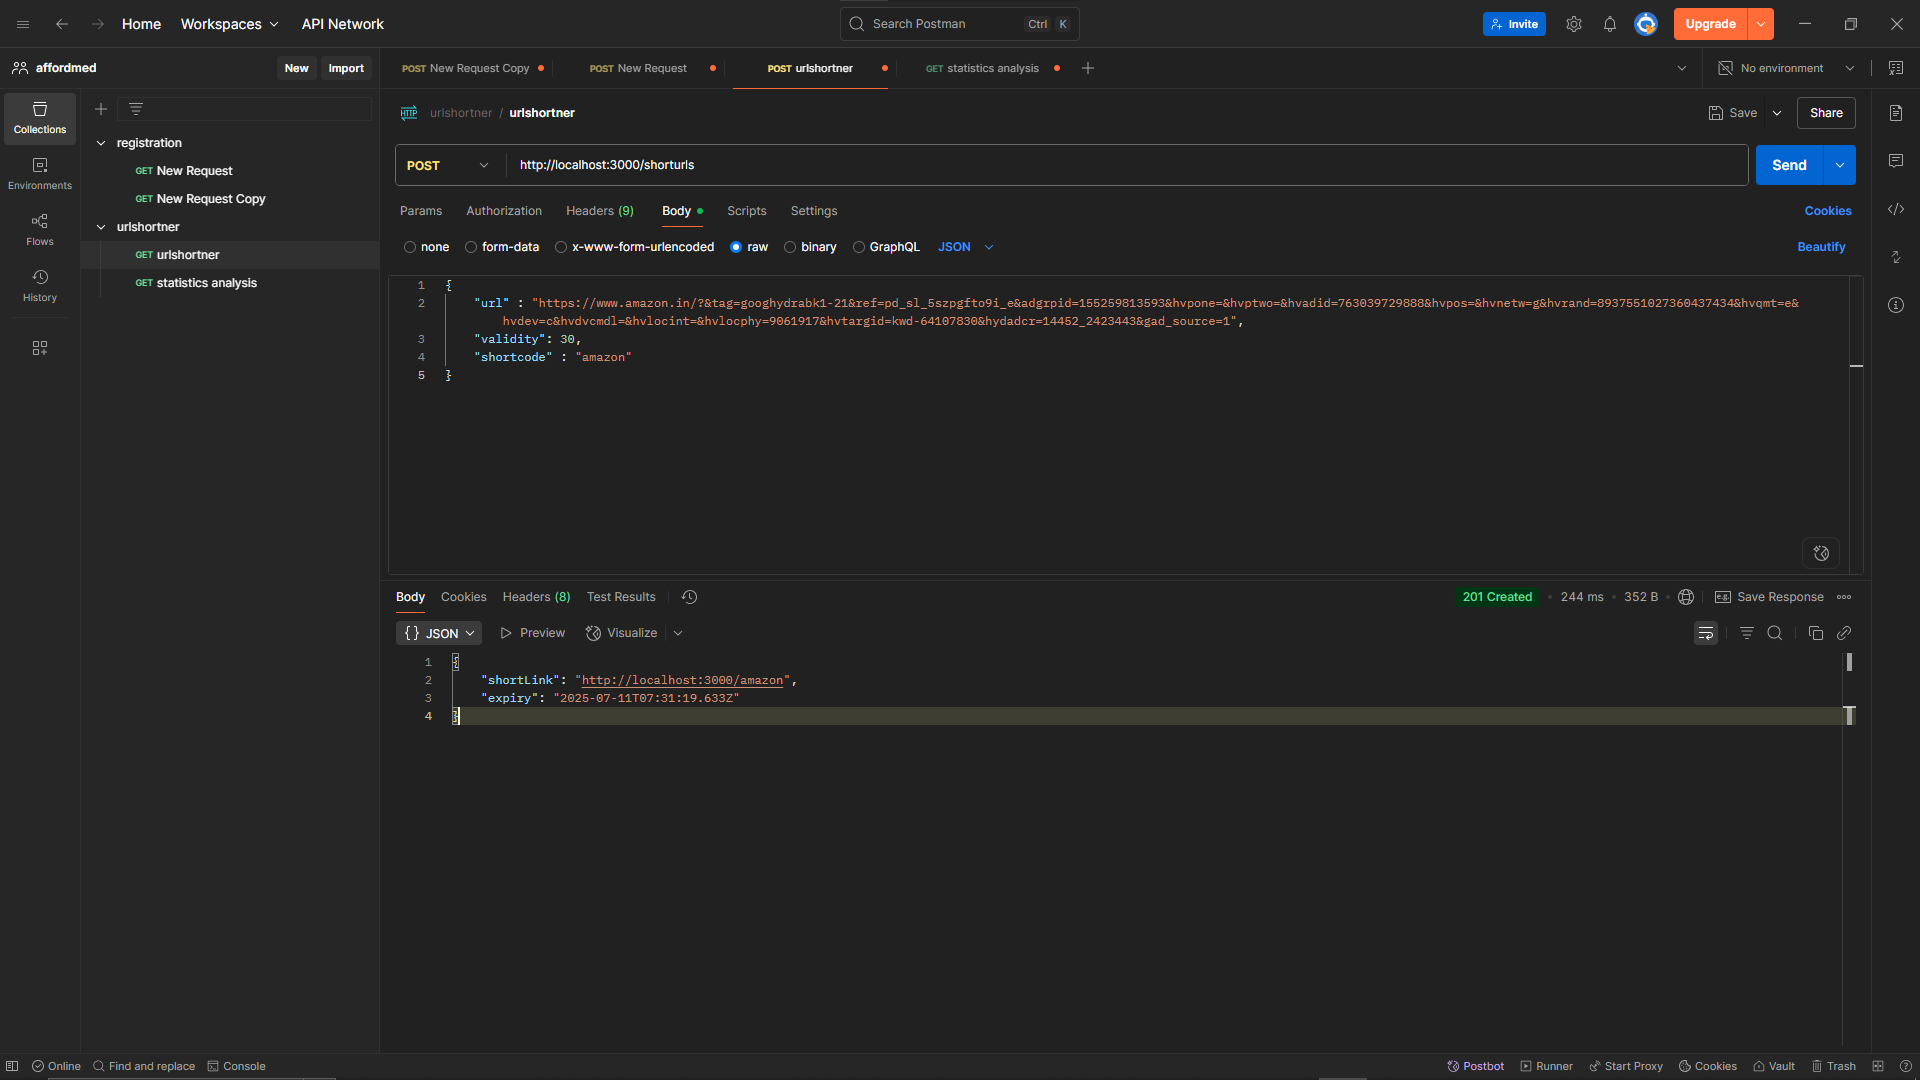 Home Workspaces API Network Search Postman Ctrl K Invite Upgrade
affordmed New Import POST New Request Copy POST New Request POST urlshortner GET statistics analysis No environment
Collections
Environments
Flows
History
registration
GET New Request
GET New Request Copy
urlshortner
GET urlshortner
GET statistics analysis
HTTP urlshortner / urlshortner Save Share
POST http://localhost:3000/shorturls Send
Params Authorization Headers (9) Body Scripts Settings Cookies
none form-data x-www-form-urlencoded raw binary GraphQL JSON Beautify
1 {
2 "url" : "https://www.amazon.in/?&tag=googhydrabk1-21&ref=pd_sl_5szpgfto9i_e&adgrpid=155259813593&hvpone=&hvptwo=&hvadid=763039729888&hvpos=&hvnetw=g&hvrand=8937551027360437434&hvqmt=e&
hvdev=c&hvdvcmdl=&hvlocint=&hvlocphy=9061917&hvtargid=kwd-64107830&hydadcr=14452_2423443&gad_source=1",
3 "validity": 30,
4 "shortcode" : "amazon"
5 }
Body Cookies Headers (8) Test Results 201 Created 244 ms 352 B e.g. Save Response
{} JSON Preview Visualize
1 {
2 "shortLink": "http://localhost:3000/amazon",
3 "expiry": "2025-07-11T07:31:19.633Z"
4 }
Online Find and replace Console Postbot Runner Start Proxy Cookies Vault Trash